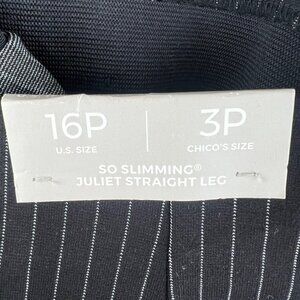 16P 3P
U.S. SIZE CHICO'S SIZE
SO SLIMMING®
JULIET STRAIGHT LEG